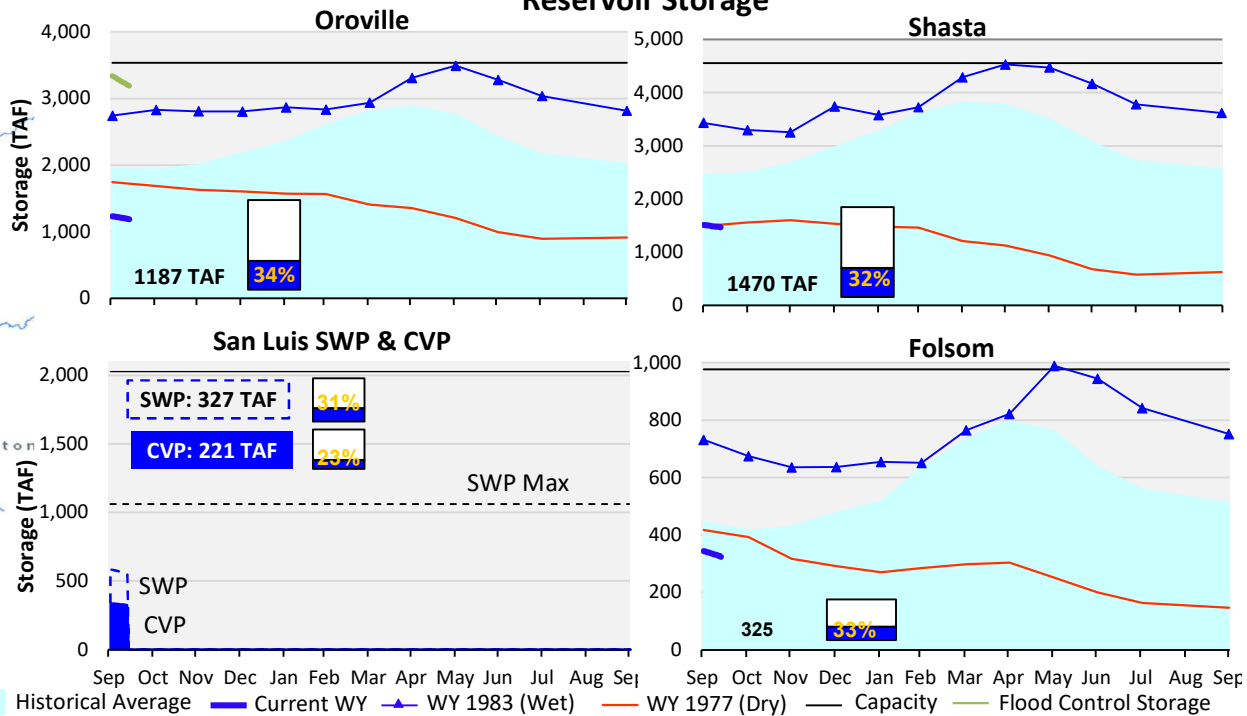 Reservoir Storage
Oroville
4,000
3,000
2,000
1,000
0
Storage (TAF)
1187 TAF
34%
Shasta
5,000
4,000
3,000
2,000
1,000
0
1470 TAF
32%
San Luis SWP & CVP
2,000
1,500
1,000
500
0
Storage (TAF)
SWP: 327 TAF
31%
CVP: 221 TAF
23%
SWP Max
SWP
CVP
Sep Oct Nov Dec Jan Feb Mar Apr May Jun Jul Aug Sep
Folsom
1,000
800
600
400
200
0
325
33%
Sep Oct Nov Dec Jan Feb Mar Apr May Jun Jul Aug Sep
ton
Historical Average Current WY WY 1983 (Wet) WY 1977 (Dry) Capacity Flood Control Storage